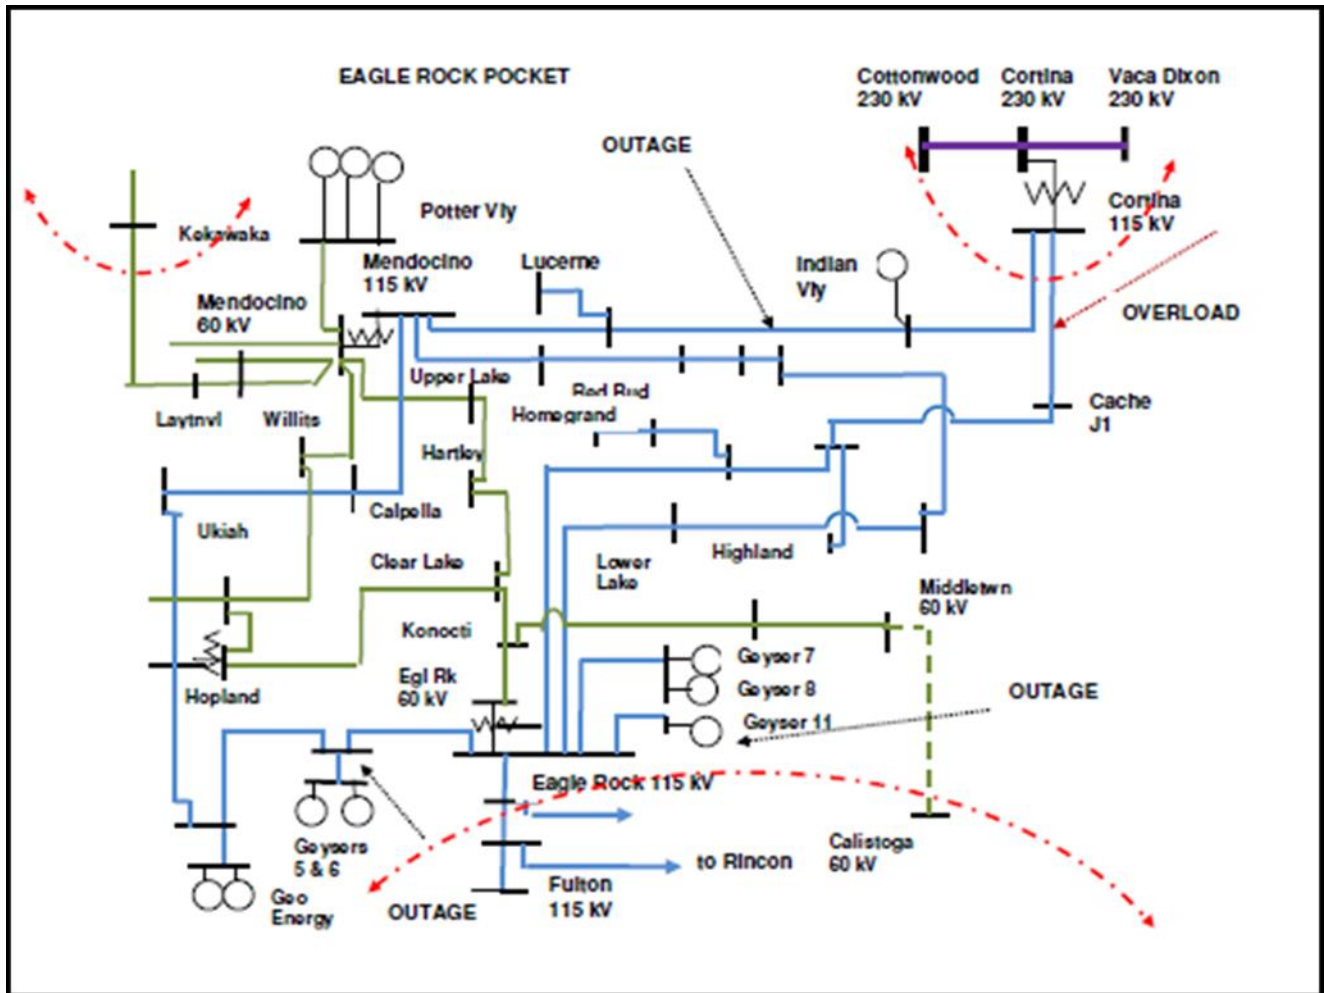 EAGLE ROCK POCKET
Cottonwood
230 kV
Cortina
230 kV
Vaca Dixon
230 kV
OUTAGE
Potter Vly
Kekawaka
Cortina
115 kV
Mendocino
115 kV
Lucerne
Indian
Vly
Mendocino
60 kV
OVERLOAD
Upper Lake
Red Bud
Homegrand
Cache
J1
Laytnvl
Willits
Hartley
Calpella
Ukiah
Highland
Clear Lake
Lower
Lake
Middletwn
60 kV
Konocti
Geyser 7
Egl Rk
60 kV
Geyser 8
OUTAGE
Hopland
Geyser 11
Eagle Rock 115 kV
Geysers
5 & 6
Calistoga
60 kV
to Rincon
Fulton
115 kV
Geo
Energy
OUTAGE